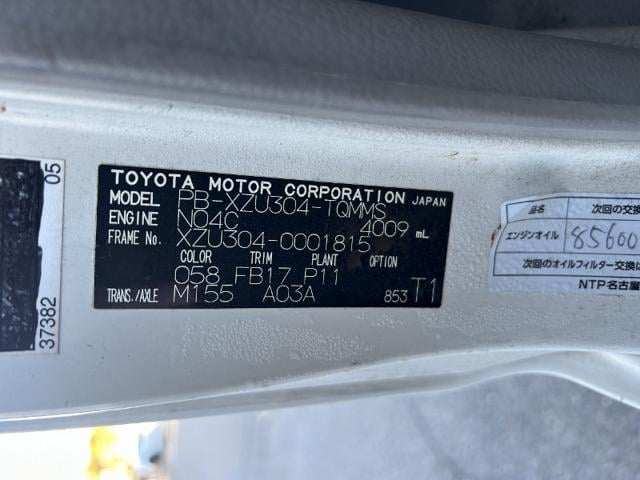 TOYOTA MOTOR CORPORATION JAPAN
MODEL PB-XZU304-TQMMS
ENGINE N04C 4009 mL
FRAME No. XZU304-0001815
COLOR TRIM PLANT OPTION
058 FB17 P11
TRANS./AXLE M155 A03A 853 T1
37382 05
品名 次回の交換
エンジンオイル 85600
次回のオイルフィルター交換
NTP名古屋